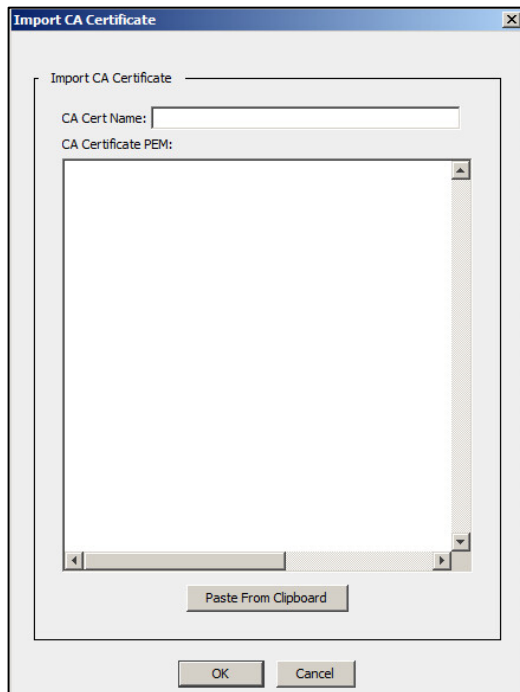 Import CA Certificate
Import CA Certificate
CA Cert Name:
CA Certificate PEM:
Paste From Clipboard
OK Cancel